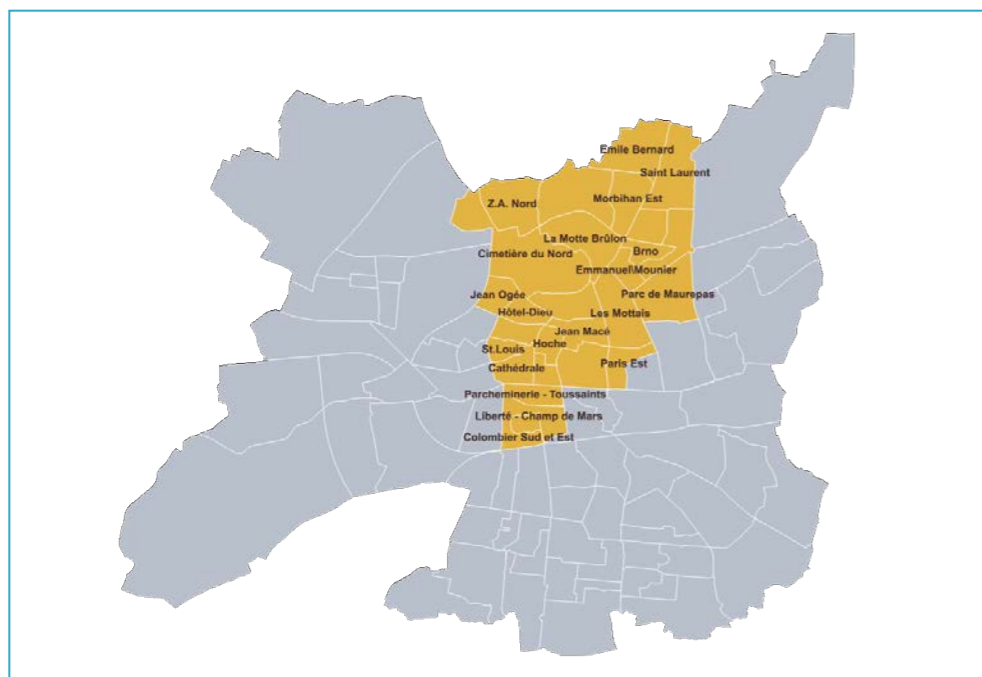 Emile Bernard
Saint Laurent
Morbihan Est
Z.A. Nord
La Motte Brûlon
Brno
Cimetière du Nord
Emmanuel\Mounier
Jean Ogée
Parc de Maurepas
Hôtel-Dieu
Les Mottais
Jean Macé
Hoche
St.Louis
Paris Est
Cathédrale
Parcheminerie - Toussaints
Liberté - Champ de Mars
Colombier Sud et Est